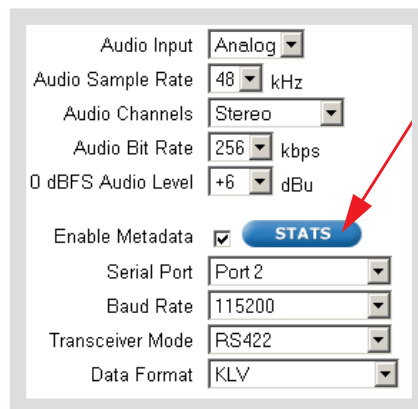 Audio Input Analog
Audio Sample Rate 48 kHz
Audio Channels Stereo
Audio Bit Rate 256 kbps
0 dBFS Audio Level +6 dBu
Enable Metadata STATS
Serial Port Port 2
Baud Rate 115200
Transceiver Mode RS422
Data Format KLV